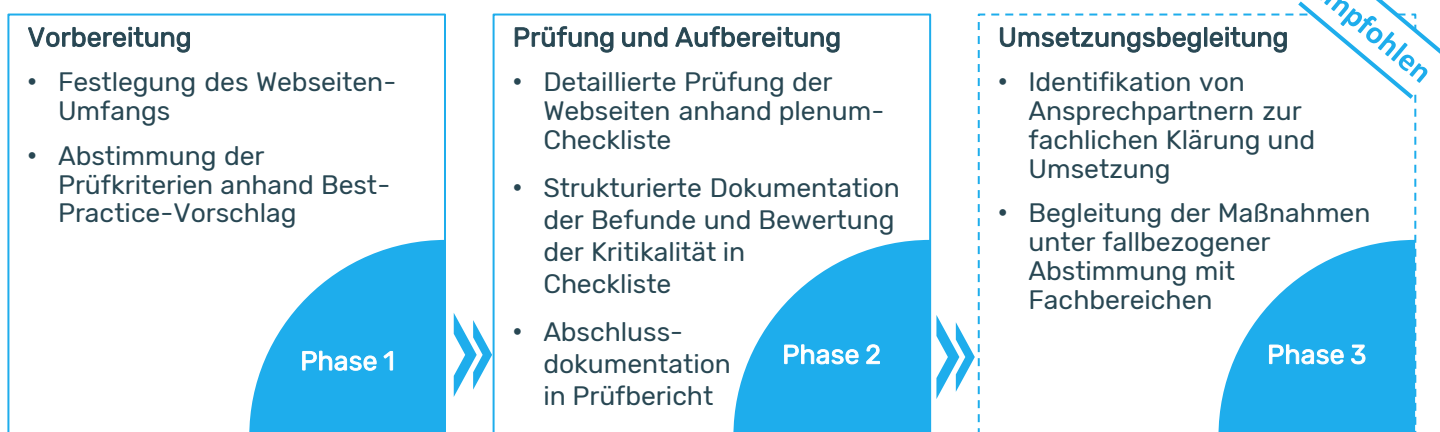 Vorbereitung
• Festlegung des Webseiten-
Umfangs
• Abstimmung der
Prüfkriterien anhand Best-
Practice-Vorschlag
Phase 1
Prüfung und Aufbereitung
• Detaillierte Prüfung der
Webseiten anhand plenum-
Checkliste
• Strukturierte Dokumentation
der Befunde und Bewertung
der Kritikalität in
Checkliste
• Abschluss-
dokumentation
in Prüfbericht
Phase 2
Umsetzungsbegleitung
• Identifikation von
Ansprechpartnern zur
fachlichen Klärung und
Umsetzung
• Begleitung der Maßnahmen
unter fallbezogener
Abstimmung mit
Fachbereichen
Phase 3